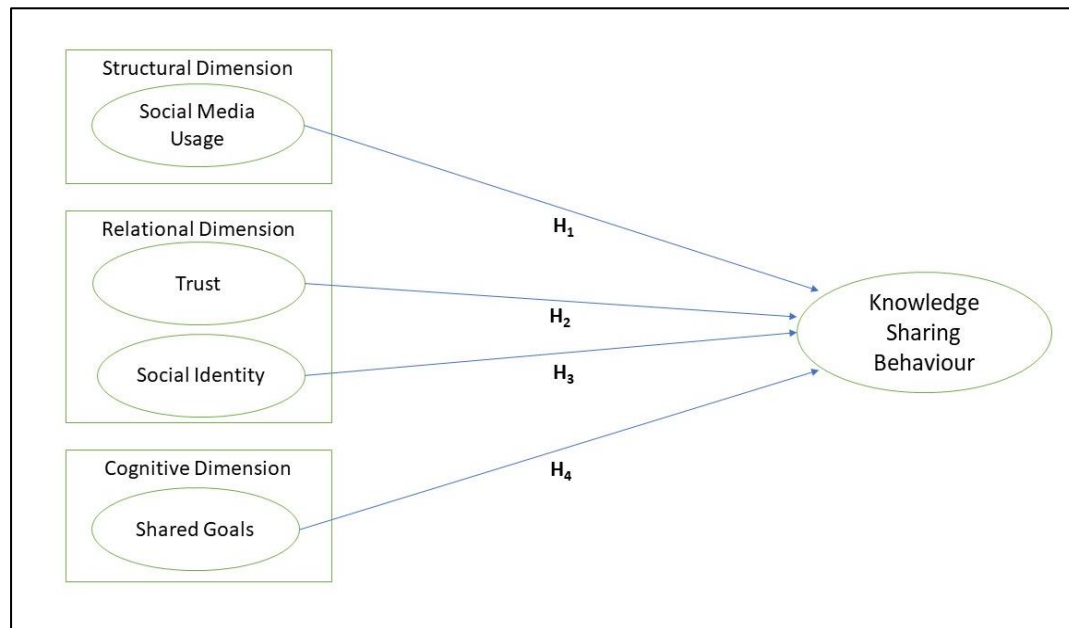 Structural Dimension
Social Media
Usage
H₁
Relational Dimension
Trust
H₂
Social Identity
H₃
Knowledge
Sharing
Behaviour
Cognitive Dimension
Shared Goals
H₄